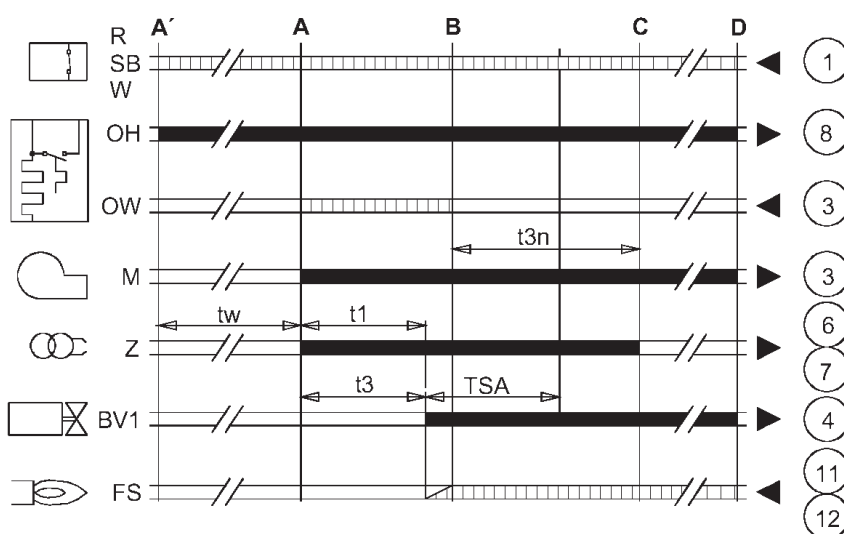 R
A´ A B C D
SB 1
W
OH 8
OW 3
t3n
M 3
tw t1 6
Z
7
t3 TSA
BV1 4
11
FS
12